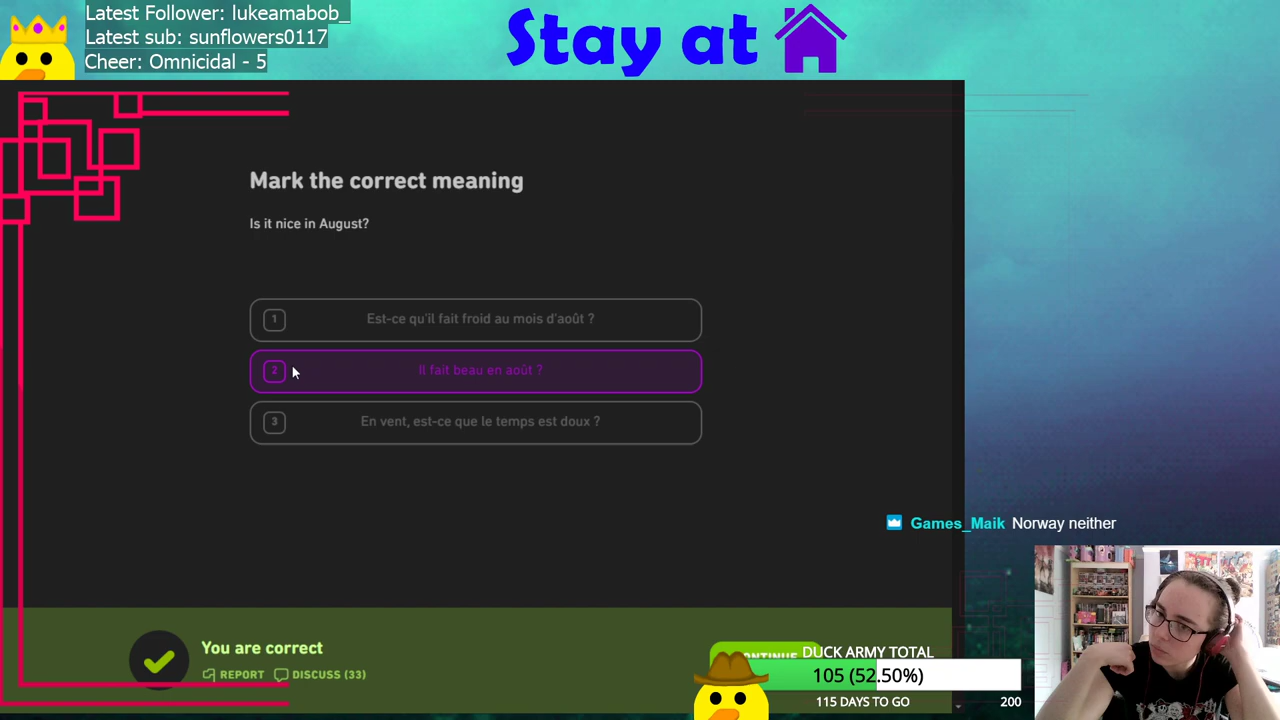 Latest Follower: lukeamabob_
Latest sub: sunflowers0117
Cheer: Omnicidal - 5
Stay at
Mark the correct meaning
Is it nice in August?
1 Est-ce qu'il fait froid au mois d'août ?
2 Il fait beau en août ?
3 En vent, est-ce que le temps est doux ?
Games_Maik Norway neither
You are correct
REPORT DISCUSS (33)
CONTINUE
DUCK ARMY TOTAL
105 (52.50%)
115 DAYS TO GO 200